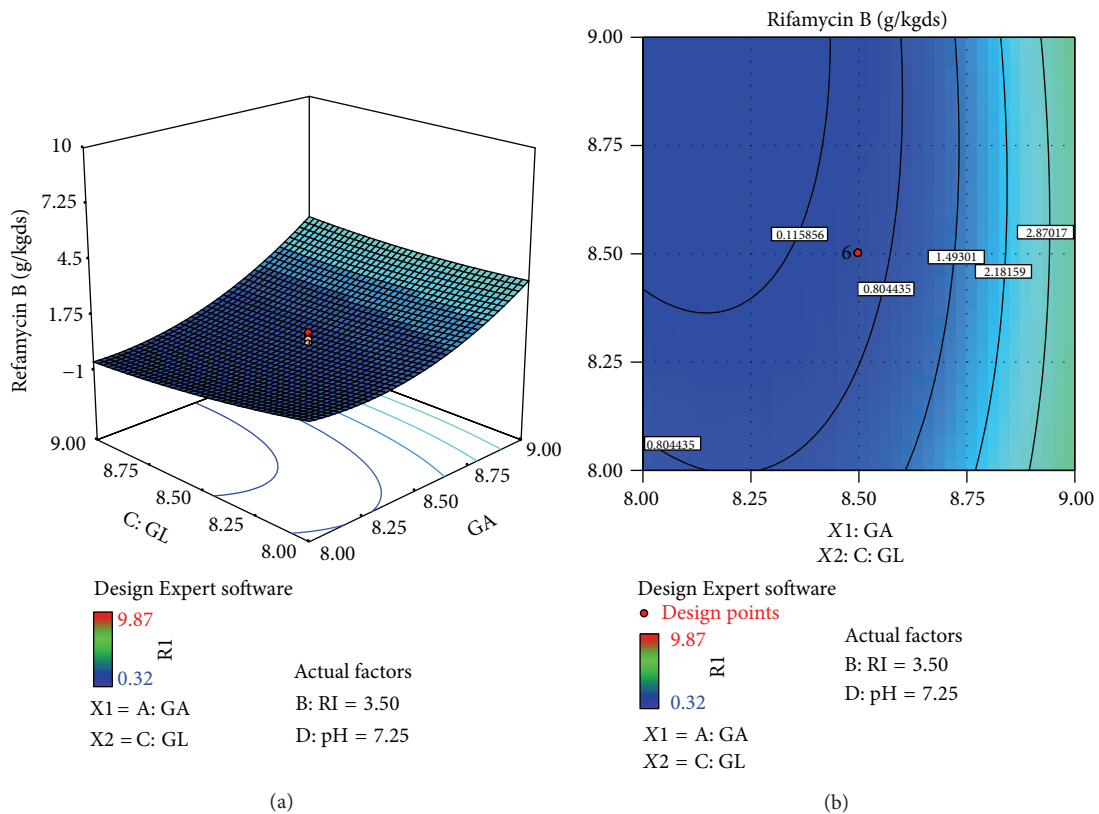 Refamycin B (g/kgds)
10
7.25
4.5
1.75
−1
9.00
8.75
8.50
8.25
8.00
C: GL
8.00
8.25
8.50
8.75
9.00
GA
Design Expert software
9.87
0.32
R1
X1 = A: GA
X2 = C: GL
Actual factors
B: RI = 3.50
D: pH = 7.25
(a)
Rifamycin B (g/kgds)
9.00
8.75
8.50
8.25
8.00
0.115856
6
0.804435
1.49301
2.18159
2.87017
0.804435
8.00
8.25
8.50
8.75
9.00
X1: GA
X2: C: GL
Design Expert software
Design points
9.87
0.32
R1
X1 = A: GA
X2 = C: GL
Actual factors
B: RI = 3.50
D: pH = 7.25
(b)